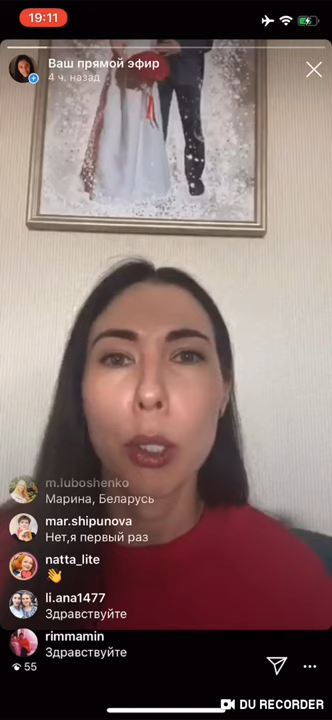 19:11
Ваш прямой эфир
4 ч. назад
m.luboshenko
Марина, Беларусь
mar.shipunova
Нет,я первый раз
natta_lite
👋
li.ana1477
Здравствуйте
rimmamin
Здравствуйте
55
DU RECORDER